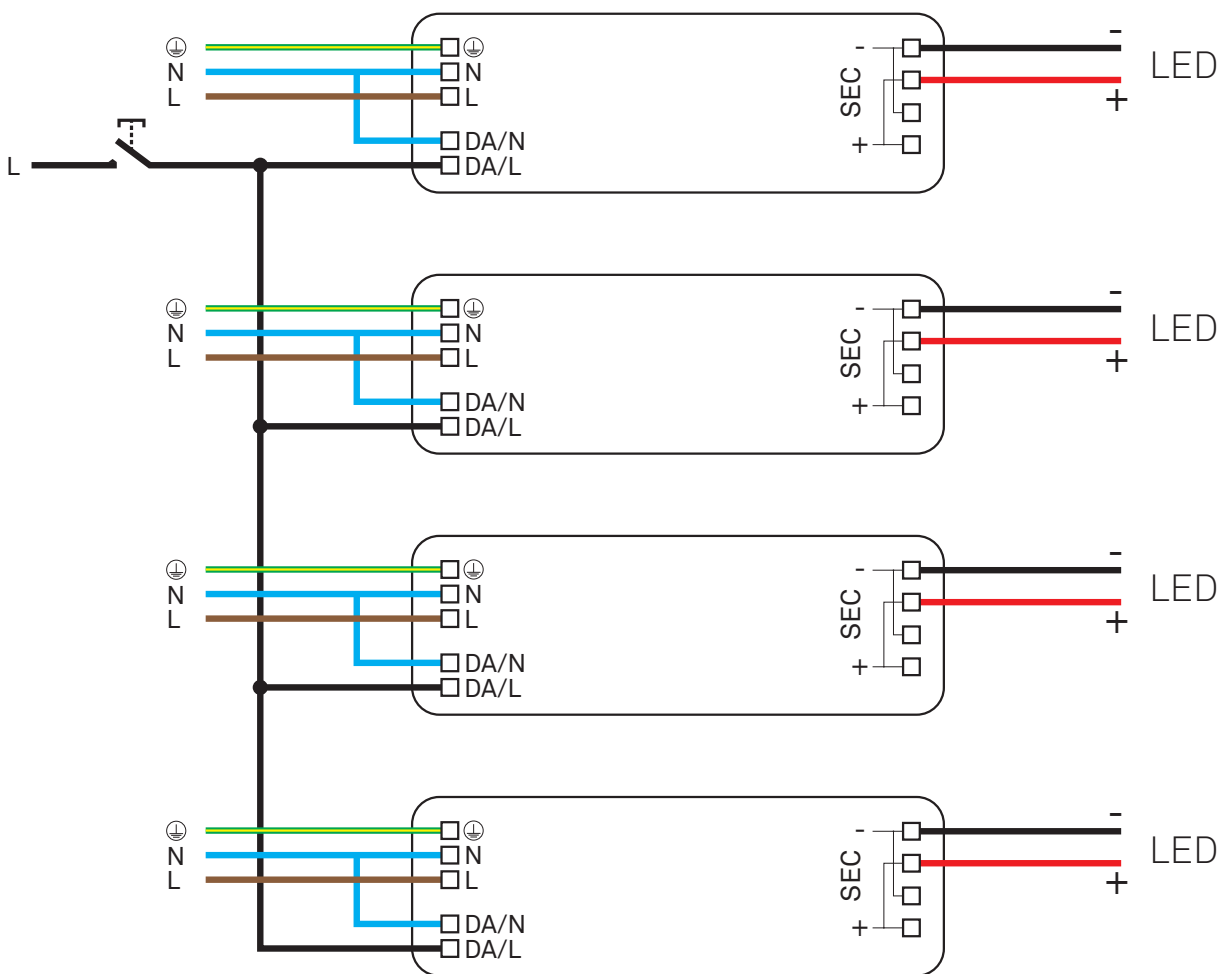 N N
L L
DA/N
L DA/L
SEC
-
+
-
+
LED
N N
L L
DA/N
DA/L
SEC
-
+
-
+
LED
N N
L L
DA/N
DA/L
SEC
-
+
-
+
LED
N N
L L
DA/N
DA/L
SEC
-
+
-
+
LED